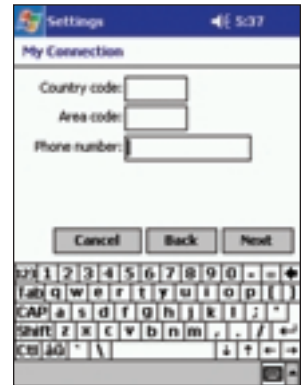 Settings 5:37
My Connection
Country code:
Area code:
Phone number:
Cancel Back Next
123 1 2 3 4 5 6 7 8 9 0 - =
Tab q w e r t y u i o p [ ]
CAP a s d f g h j k l ; '
Shift z x c v b n m , . /
Ctl áü ` \